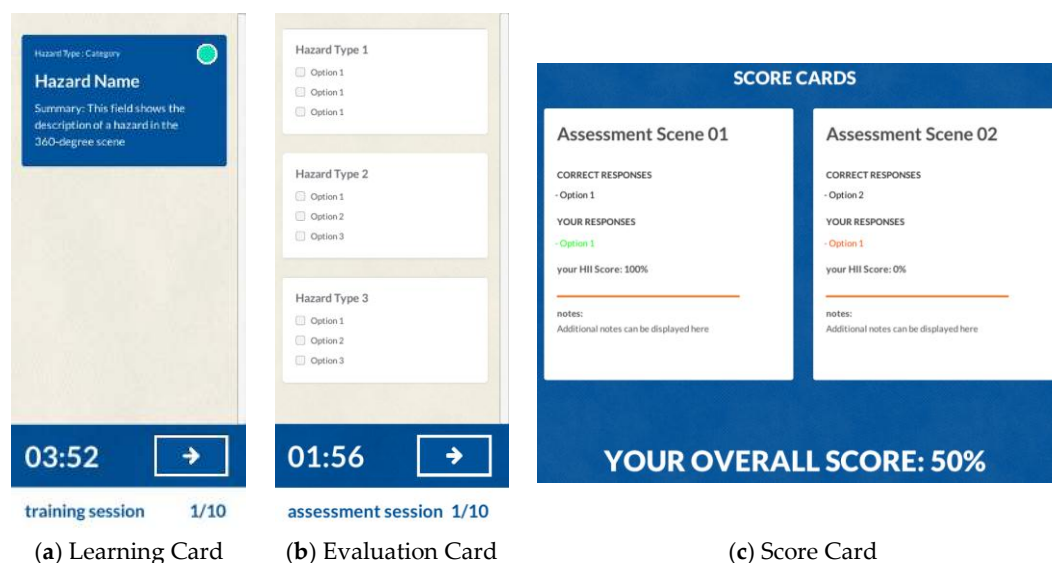 Hazard Type : Category
Hazard Name
Summary: This field shows the
description of a hazard in the
360-degree scene
03:52
training session 1/10
(a) Learning Card
Hazard Type 1
Option 1
Option 1
Option 1
Hazard Type 2
Option 1
Option 2
Option 3
Hazard Type 3
Option 1
Option 2
Option 3
01:56
assessment session 1/10
(b) Evaluation Card
SCORE CARDS
Assessment Scene 01
CORRECT RESPONSES
- Option 1
YOUR RESPONSES
- Option 1
your HII Score: 100%
notes:
Additional notes can be displayed here
Assessment Scene 02
CORRECT RESPONSES
- Option 2
YOUR RESPONSES
- Option 1
your HII Score: 0%
notes:
Additional notes can be displayed here
YOUR OVERALL SCORE: 50%
(c) Score Card